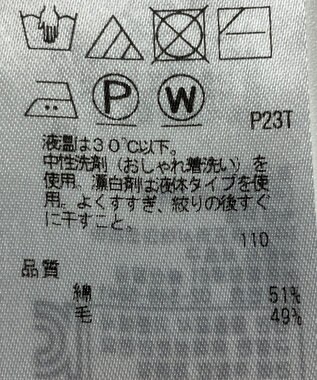 P W
P23T
液温は30℃以下。
中性洗剤(おしゃれ着洗い)を
使用。漂白剤は液体タイプを使
用。よくすすぎ、絞りの後すぐ
に干すこと。
110
品質
綿 51%
毛 49%